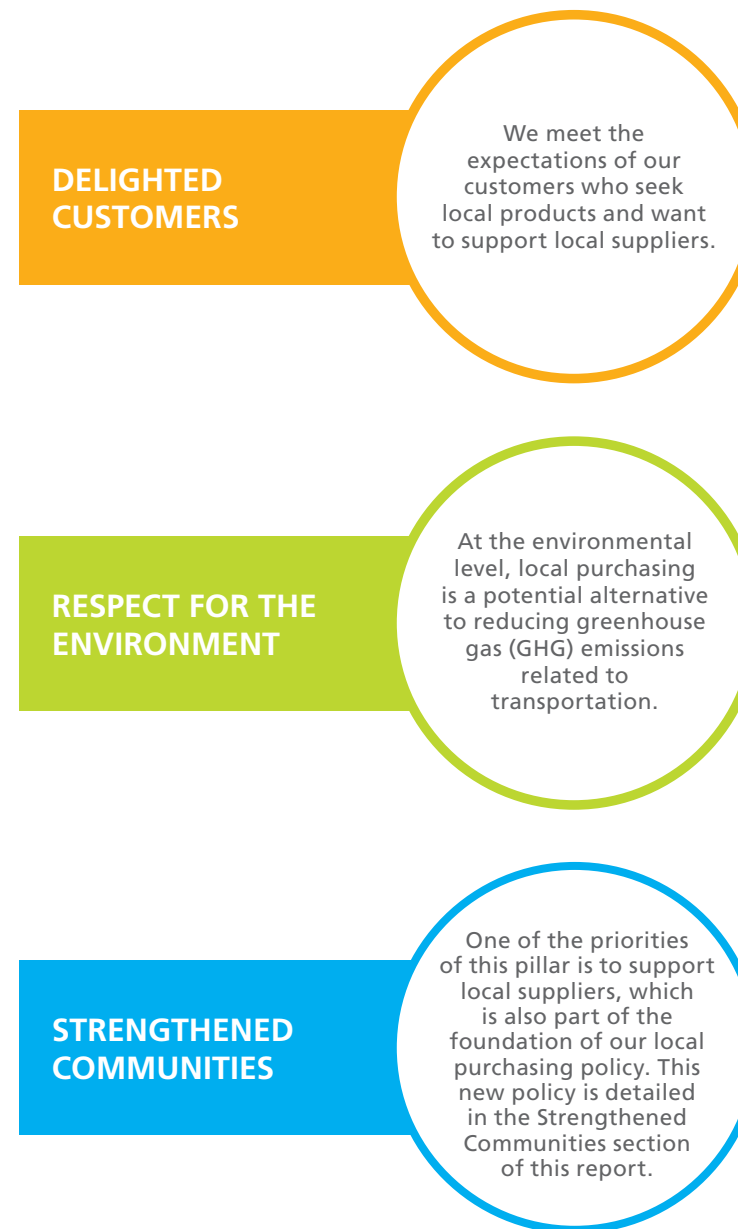 DELIGHTED
CUSTOMERS
We meet the
expectations of our
customers who seek
local products and want
to support local suppliers.
RESPECT FOR THE
ENVIRONMENT
At the environmental
level, local purchasing
is a potential alternative
to reducing greenhouse
gas (GHG) emissions
related to
transportation.
STRENGTHENED
COMMUNITIES
One of the priorities
of this pillar is to support
local suppliers, which
is also part of the
foundation of our local
purchasing policy. This
new policy is detailed
in the Strengthened
Communities section
of this report.